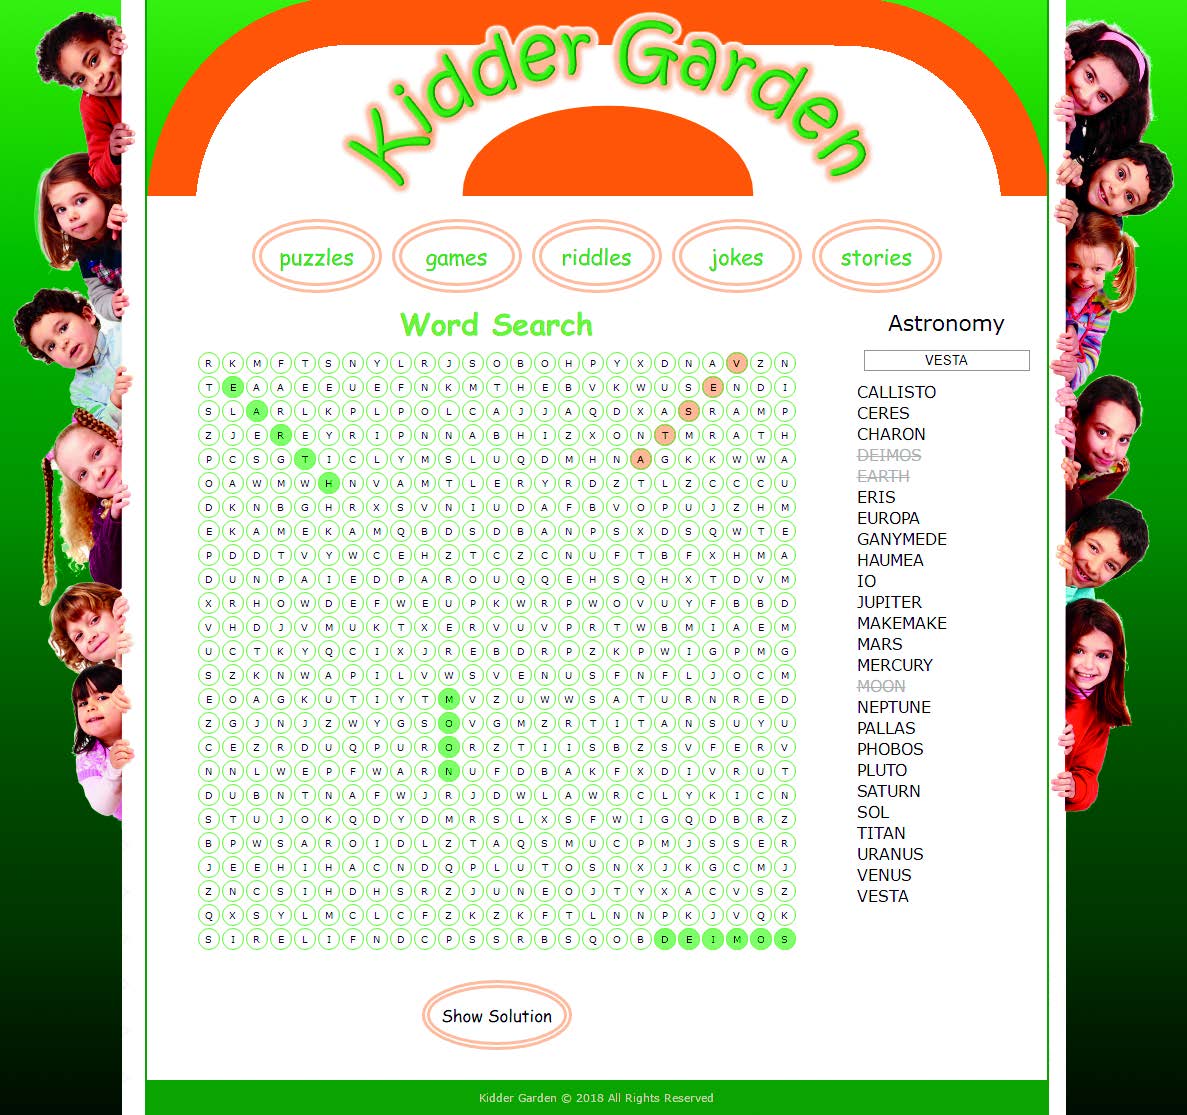 Kidder Garden
puzzles games riddles jokes stories
Word Search
R K M F T S N Y L R J S O B O H P Y X D N A V Z N
T E A A E E U E F N K M T H E B V K W U S E N D I
S L A R L K P L P O L C A J J A Q D X A S R A M P
Z J E R E Y R I P N N A B H I Z X O N T M R A T H
P C S G T I C L Y M S L U Q D M H N A G K K W W A
O A W M W H N V A M T L E R Y R D Z T L Z C C C U
D K N B G H R X S V N I U D A F B V O P U J Z H M
E K A M E K A M Q B D S D B A N P S X D S Q W T E
P D D T V Y W C E H Z T C Z C N U F T B F X H M A
D U N P A I E D P A R O U Q Q E H S Q H X T D V M
X R H O W D E F W E U P K W R P W O V U Y F B B D
V H D J V M U K T X E R V U V P R T W B M I A E M
U C T K Y Q C I X J R E B D R P Z K P W I G P M G
S Z K N W A P I L V W S V E N U S F N F L J O C M
E O A G K U T I Y T M V Z U W W S A T U R N R E D
Z G J N J Z W Y G S O V G M Z R T I T A N S U Y U
C E Z R D U Q P U R O R Z T I I S B Z S V F E R V
N N L W E P F W A R N U F D B A K F X D I V R U T
D U B N T N A F W J R J D W L A W R C L Y K I C N
S T U J O K Q D Y D M R S L X S F W I G Q D B R Z
B P W S A R O I D L Z T A Q S M U C P M J S S E R
J E E H I H A C N D Q P L U T O S N X J K G C M J
Z N C S I H D H S R Z J U N E O J T Y X A C V S Z
Q X S Y L M C L C F Z K Z K F T L N N P K J V Q K
S I R E L I F N D C P S S R B S Q O B D E I M O S
Astronomy
VESTA
CALLISTO
CERES
CHARON
DEIMOS
EARTH
ERIS
EUROPA
GANYMEDE
HAUMEA
IO
JUPITER
MAKEMAKE
MARS
MERCURY
MOON
NEPTUNE
PALLAS
PHOBOS
PLUTO
SATURN
SOL
TITAN
URANUS
VENUS
VESTA
Show Solution
Kidder Garden © 2018 All Rights Reserved